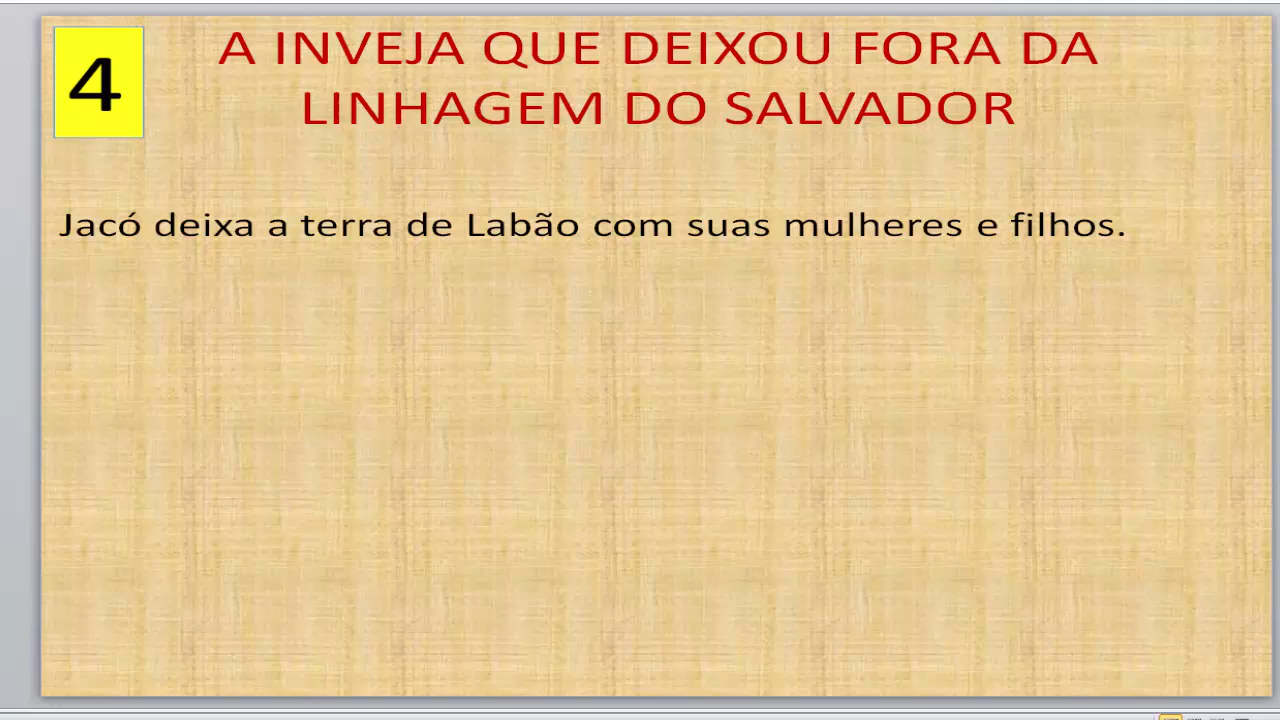 4
A INVEJA QUE DEIXOU FORA DA
LINHAGEM DO SALVADOR
Jacó deixa a terra de Labão com suas mulheres e filhos.